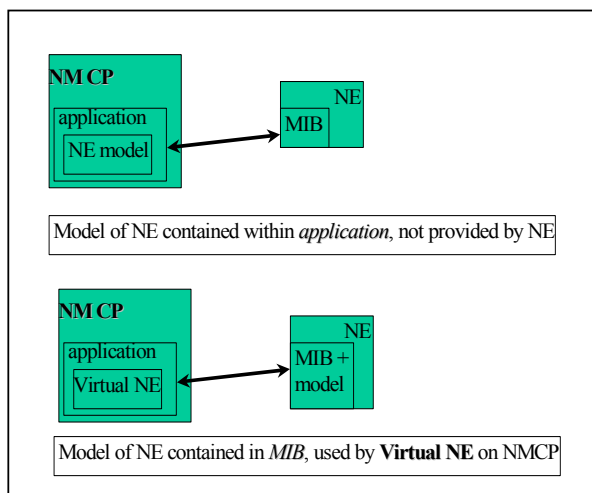 NM CP
application
NE model
NE
MIB
Model of NE contained within application, not provided by NE
NM CP
application
Virtual NE
NE
MIB +
model
Model of NE contained in MIB, used by Virtual NE on NMCP